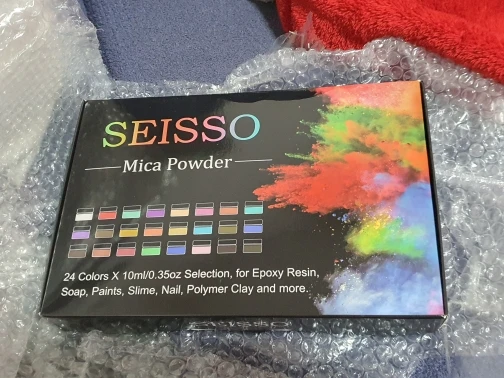 SEISSO
Mica Powder
24 Colors X 10ml/0.35oz Selection, for Epoxy Resin,
Soap, Paints, Slime, Nail, Polymer Clay and more.
SEISSO